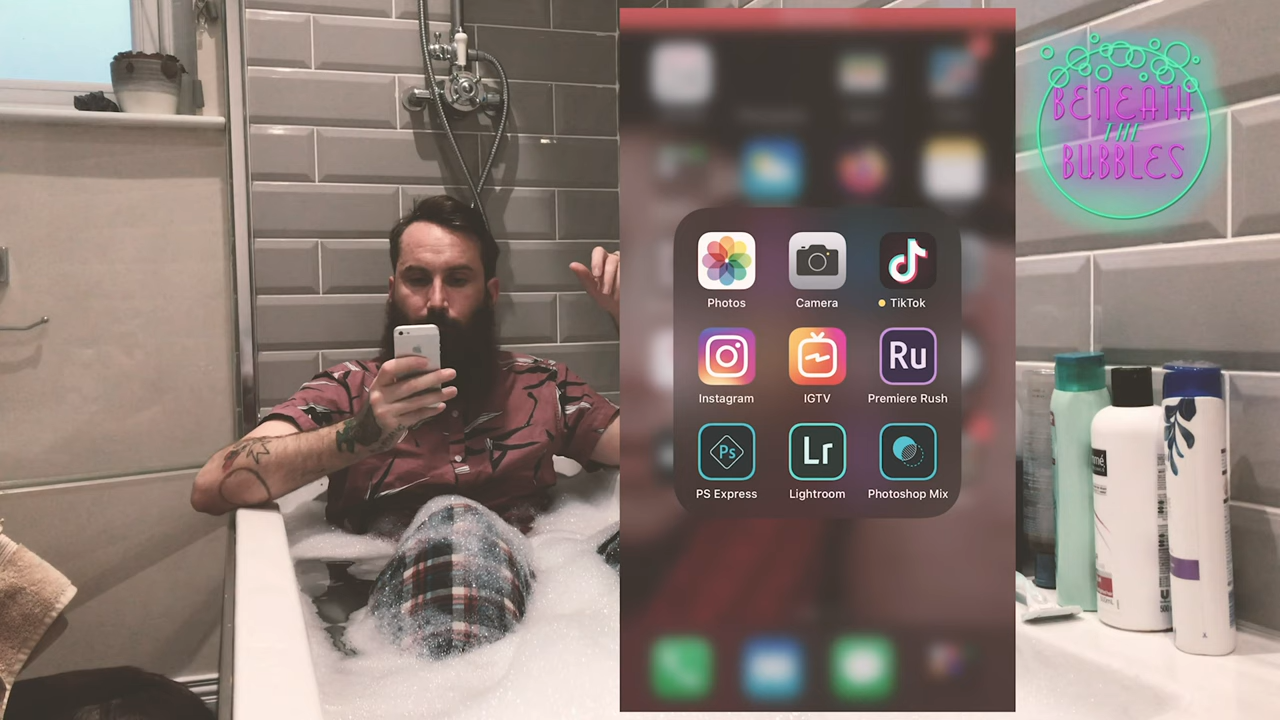 BENEATH
THE
BUBBLES
Photos
Camera
TikTok
Instagram
IGTV
Ru
Premiere Rush
Ps
PS Express
Lr
Lightroom
Photoshop Mix